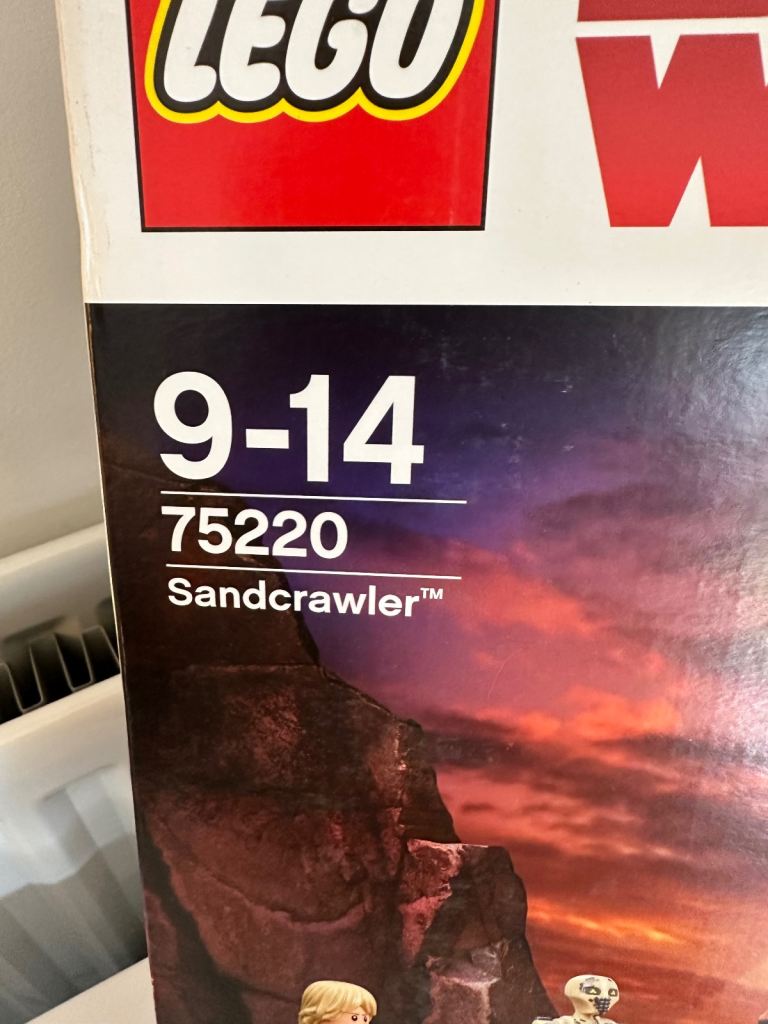 LEGO
W
9-14
75220
Sandcrawler™